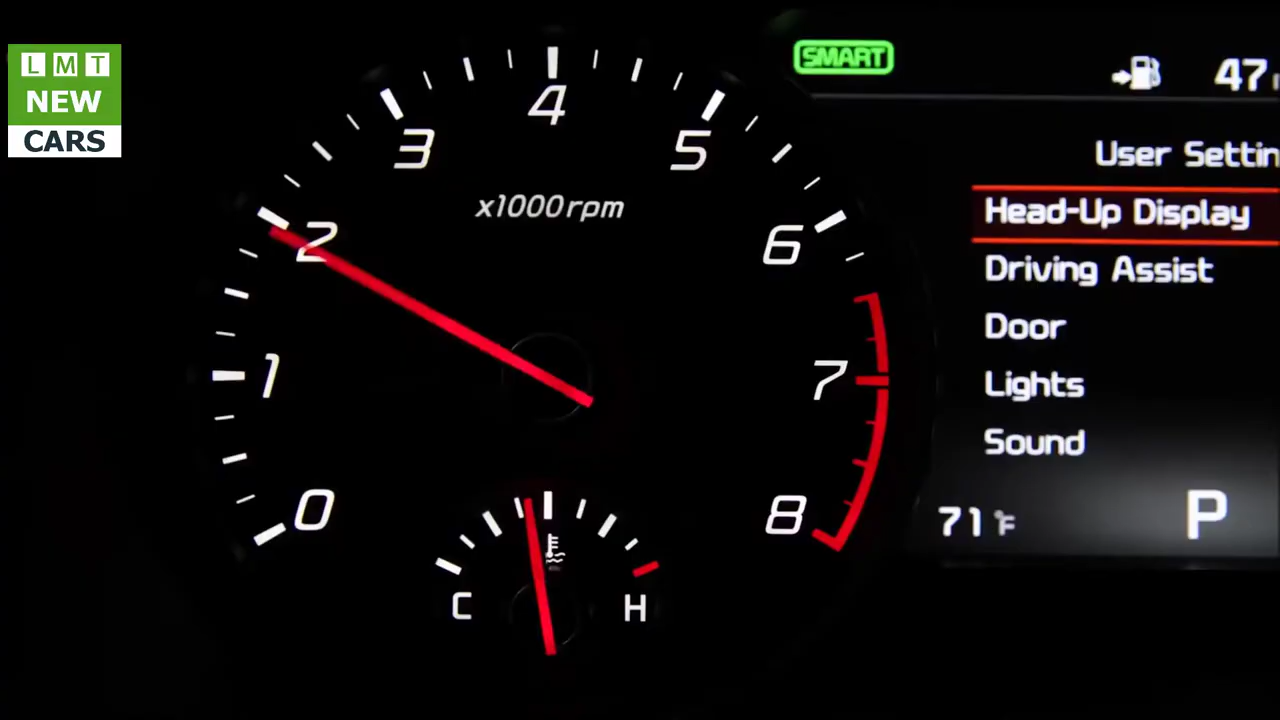 LMT
NEW
CARS
SMART
47
4
3
5
x1000rpm
2
6
1
7
0
8
C
H
User Settin
Head-Up Display
Driving Assist
Door
Lights
Sound
71°F
P